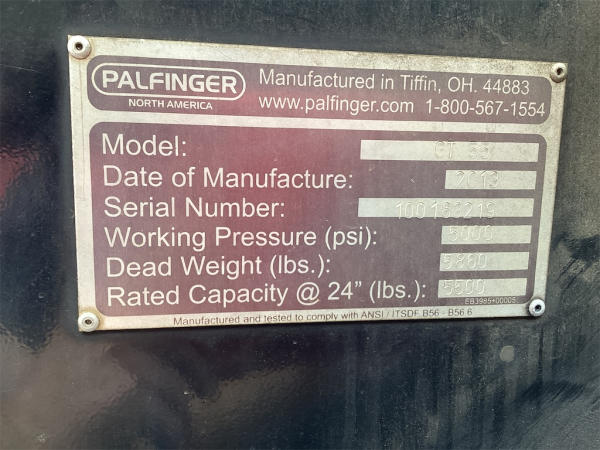 PALFINGER
NORTH AMERICA
Manufactured in Tiffin, OH. 44883
www.palfinger.com 1-800-567-1554
Model:
Date of Manufacture: 2013
Serial Number:
Working Pressure (psi): 5000
Dead Weight (lbs.):
Rated Capacity @ 24" (lbs.): 5500
Manufactured and tested to comply with ANSI / ITSDF B56 - B56.6